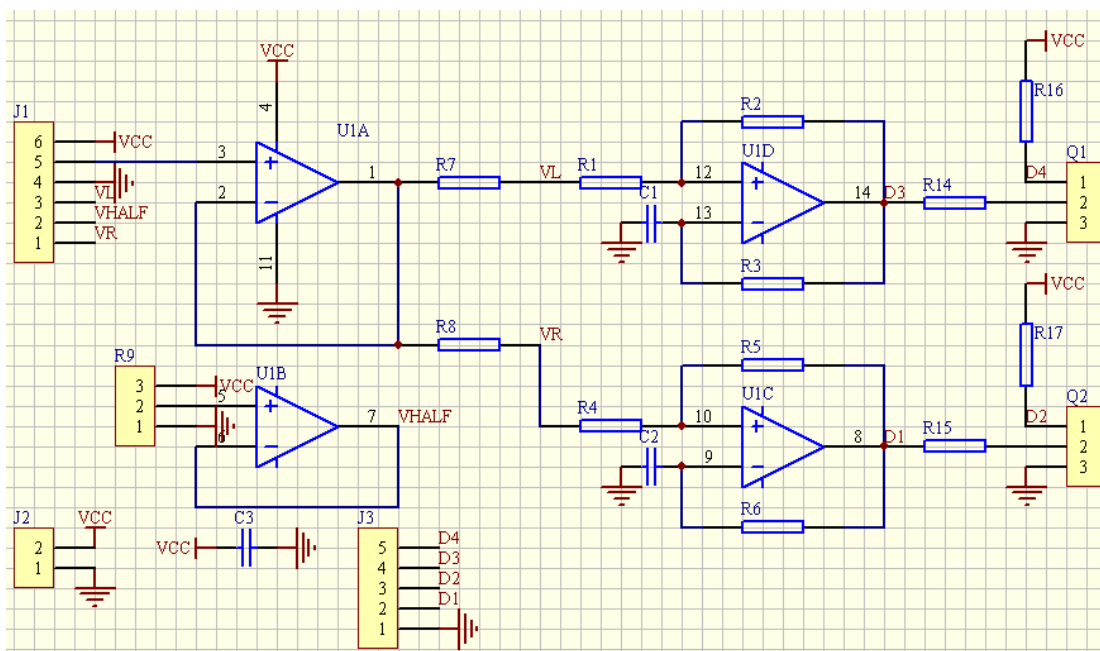 VCC
J1
4
U1A
6
VCC
5
3
1
4
2
VL
3
VHALF
2
VR
1
11
R7
VL
R1
R2
U1D
12
C1
13
14
D3
R14
R3
VCC
R16
D4
Q1
1
2
3
R8
VR
R9
3
VCC
2
5
1
6
U1B
7
VHALF
R4
R5
U1C
10
C2
9
8
D1
R15
R6
VCC
R17
D2
Q2
1
2
3
J2
VCC
2
1
C3
VCC
J3
5
D4
4
D3
3
D2
2
D1
1